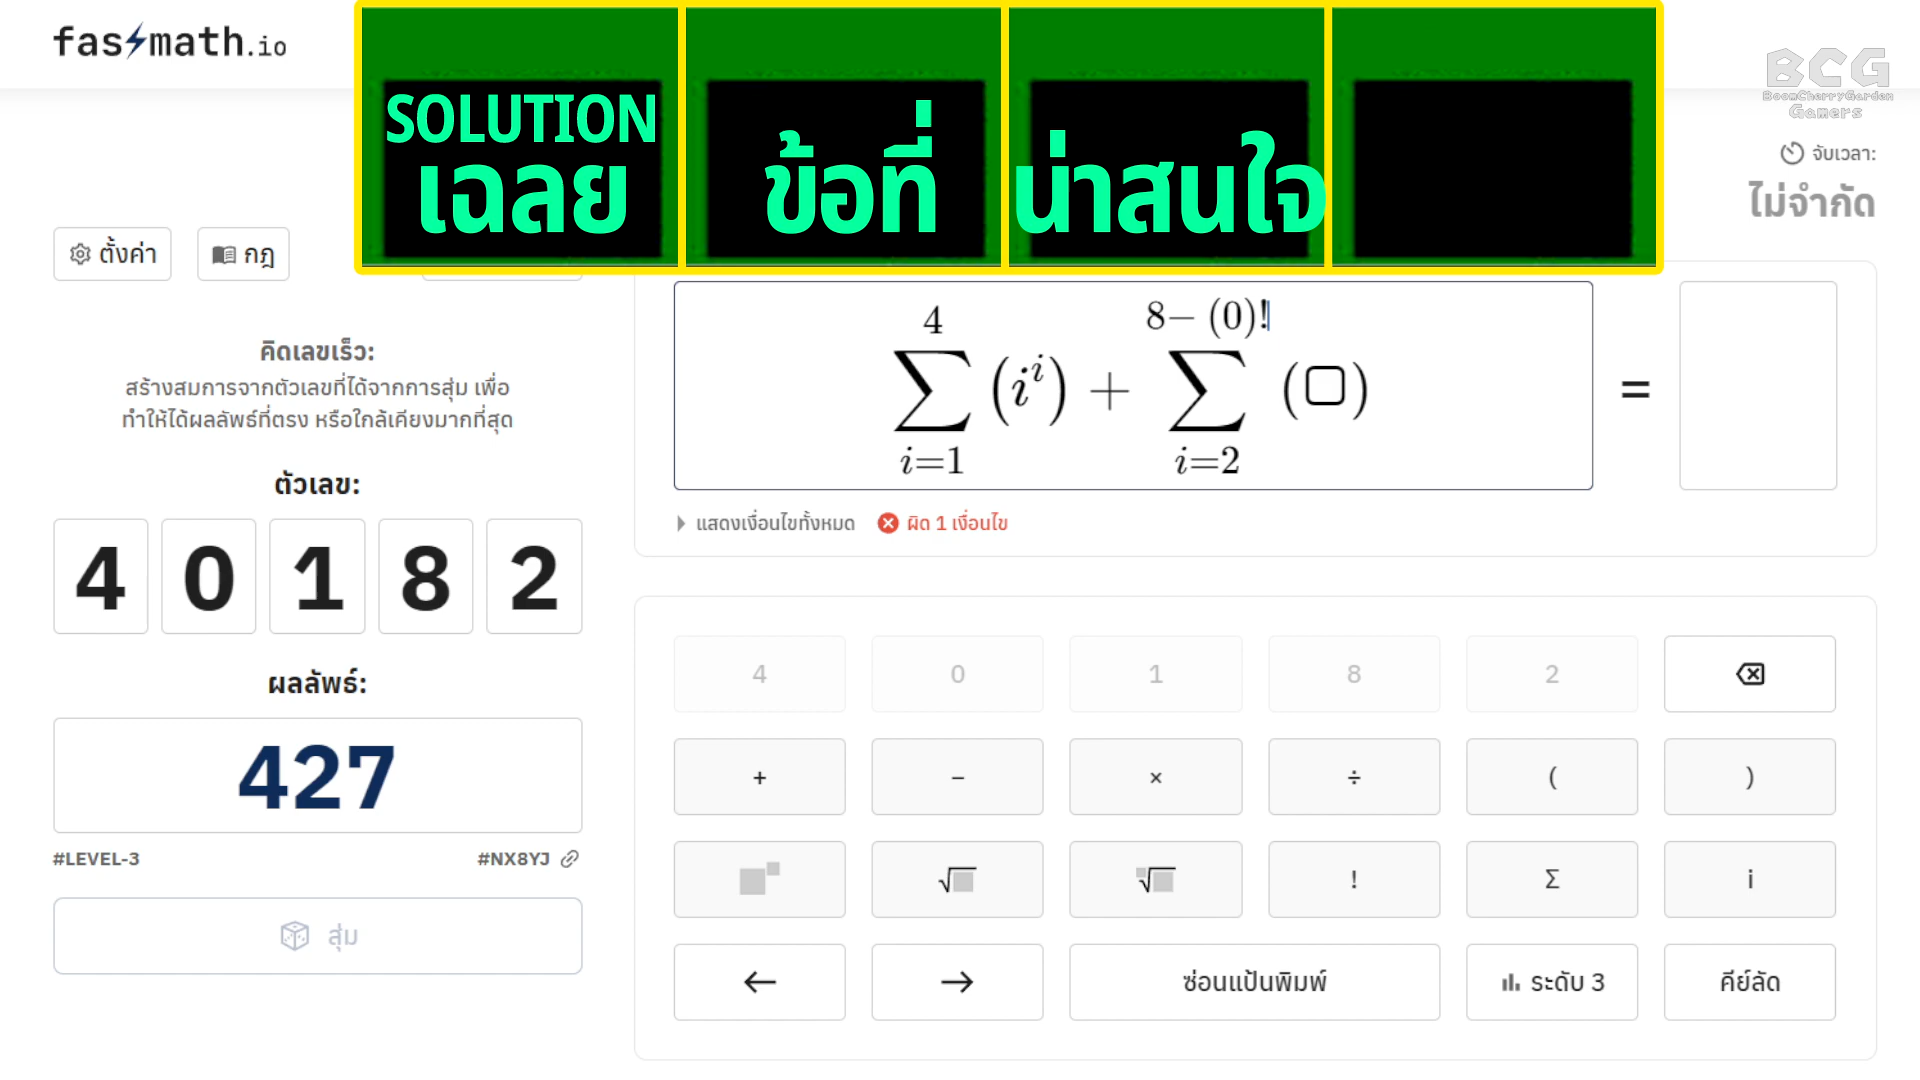 fasmath.io
SOLUTION
เฉลย ข้อที่ น่าสนใจ
BCG
BoomCherryGarden
Gamers
จับเวลา:
ไม่จำกัด
ตั้งค่า
กฎ
คิดเลขเร็ว:
สร้างสมการจากตัวเลขที่ได้จากการสุ่ม เพื่อ
ทำให้ได้ผลลัพธ์ที่ตรง หรือใกล้เคียงมากที่สุด
ตัวเลข:
4 0 1 8 2
ผลลัพธ์:
427
#LEVEL-3 #NX8YJ
สุ่ม
4 8− (0)!
∑ (i^i) + ∑ (□) =
i=1 i=2
แสดงเงื่อนไขทั้งหมด ผิด 1 เงื่อนไข
4 0 1 8 2
+ − × ÷ ( )
√ √ ! Σ i
← → ซ่อนแป้นพิมพ์ ระดับ 3 คีย์ลัด